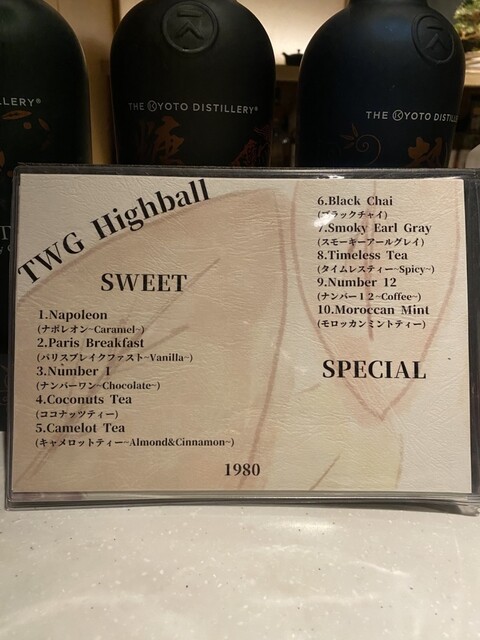 LLERY®
THE KYOTO DISTILLERY®
THE KYOTO DISTILLERY
TWG Highball
SWEET
1.Napoleon
(ナポレオン~Caramel~)
2.Paris Breakfast
(パリスブレイクファスト~Vanilla~)
3.Number 1
(ナンバーワン~Chocolate~)
4.Coconuts Tea
(ココナッツティー)
5.Camelot Tea
(キャメロットティー~Almond&Cinnamon~)
6.Black Chai
(ブラックチャイ)
7.Smoky Earl Gray
(スモーキーアールグレイ)
8.Timeless Tea
(タイムレスティー~Spicy~)
9.Number 12
(ナンバー12~Coffee~)
10.Moroccan Mint
(モロッカンミントティー)
SPECIAL
1980